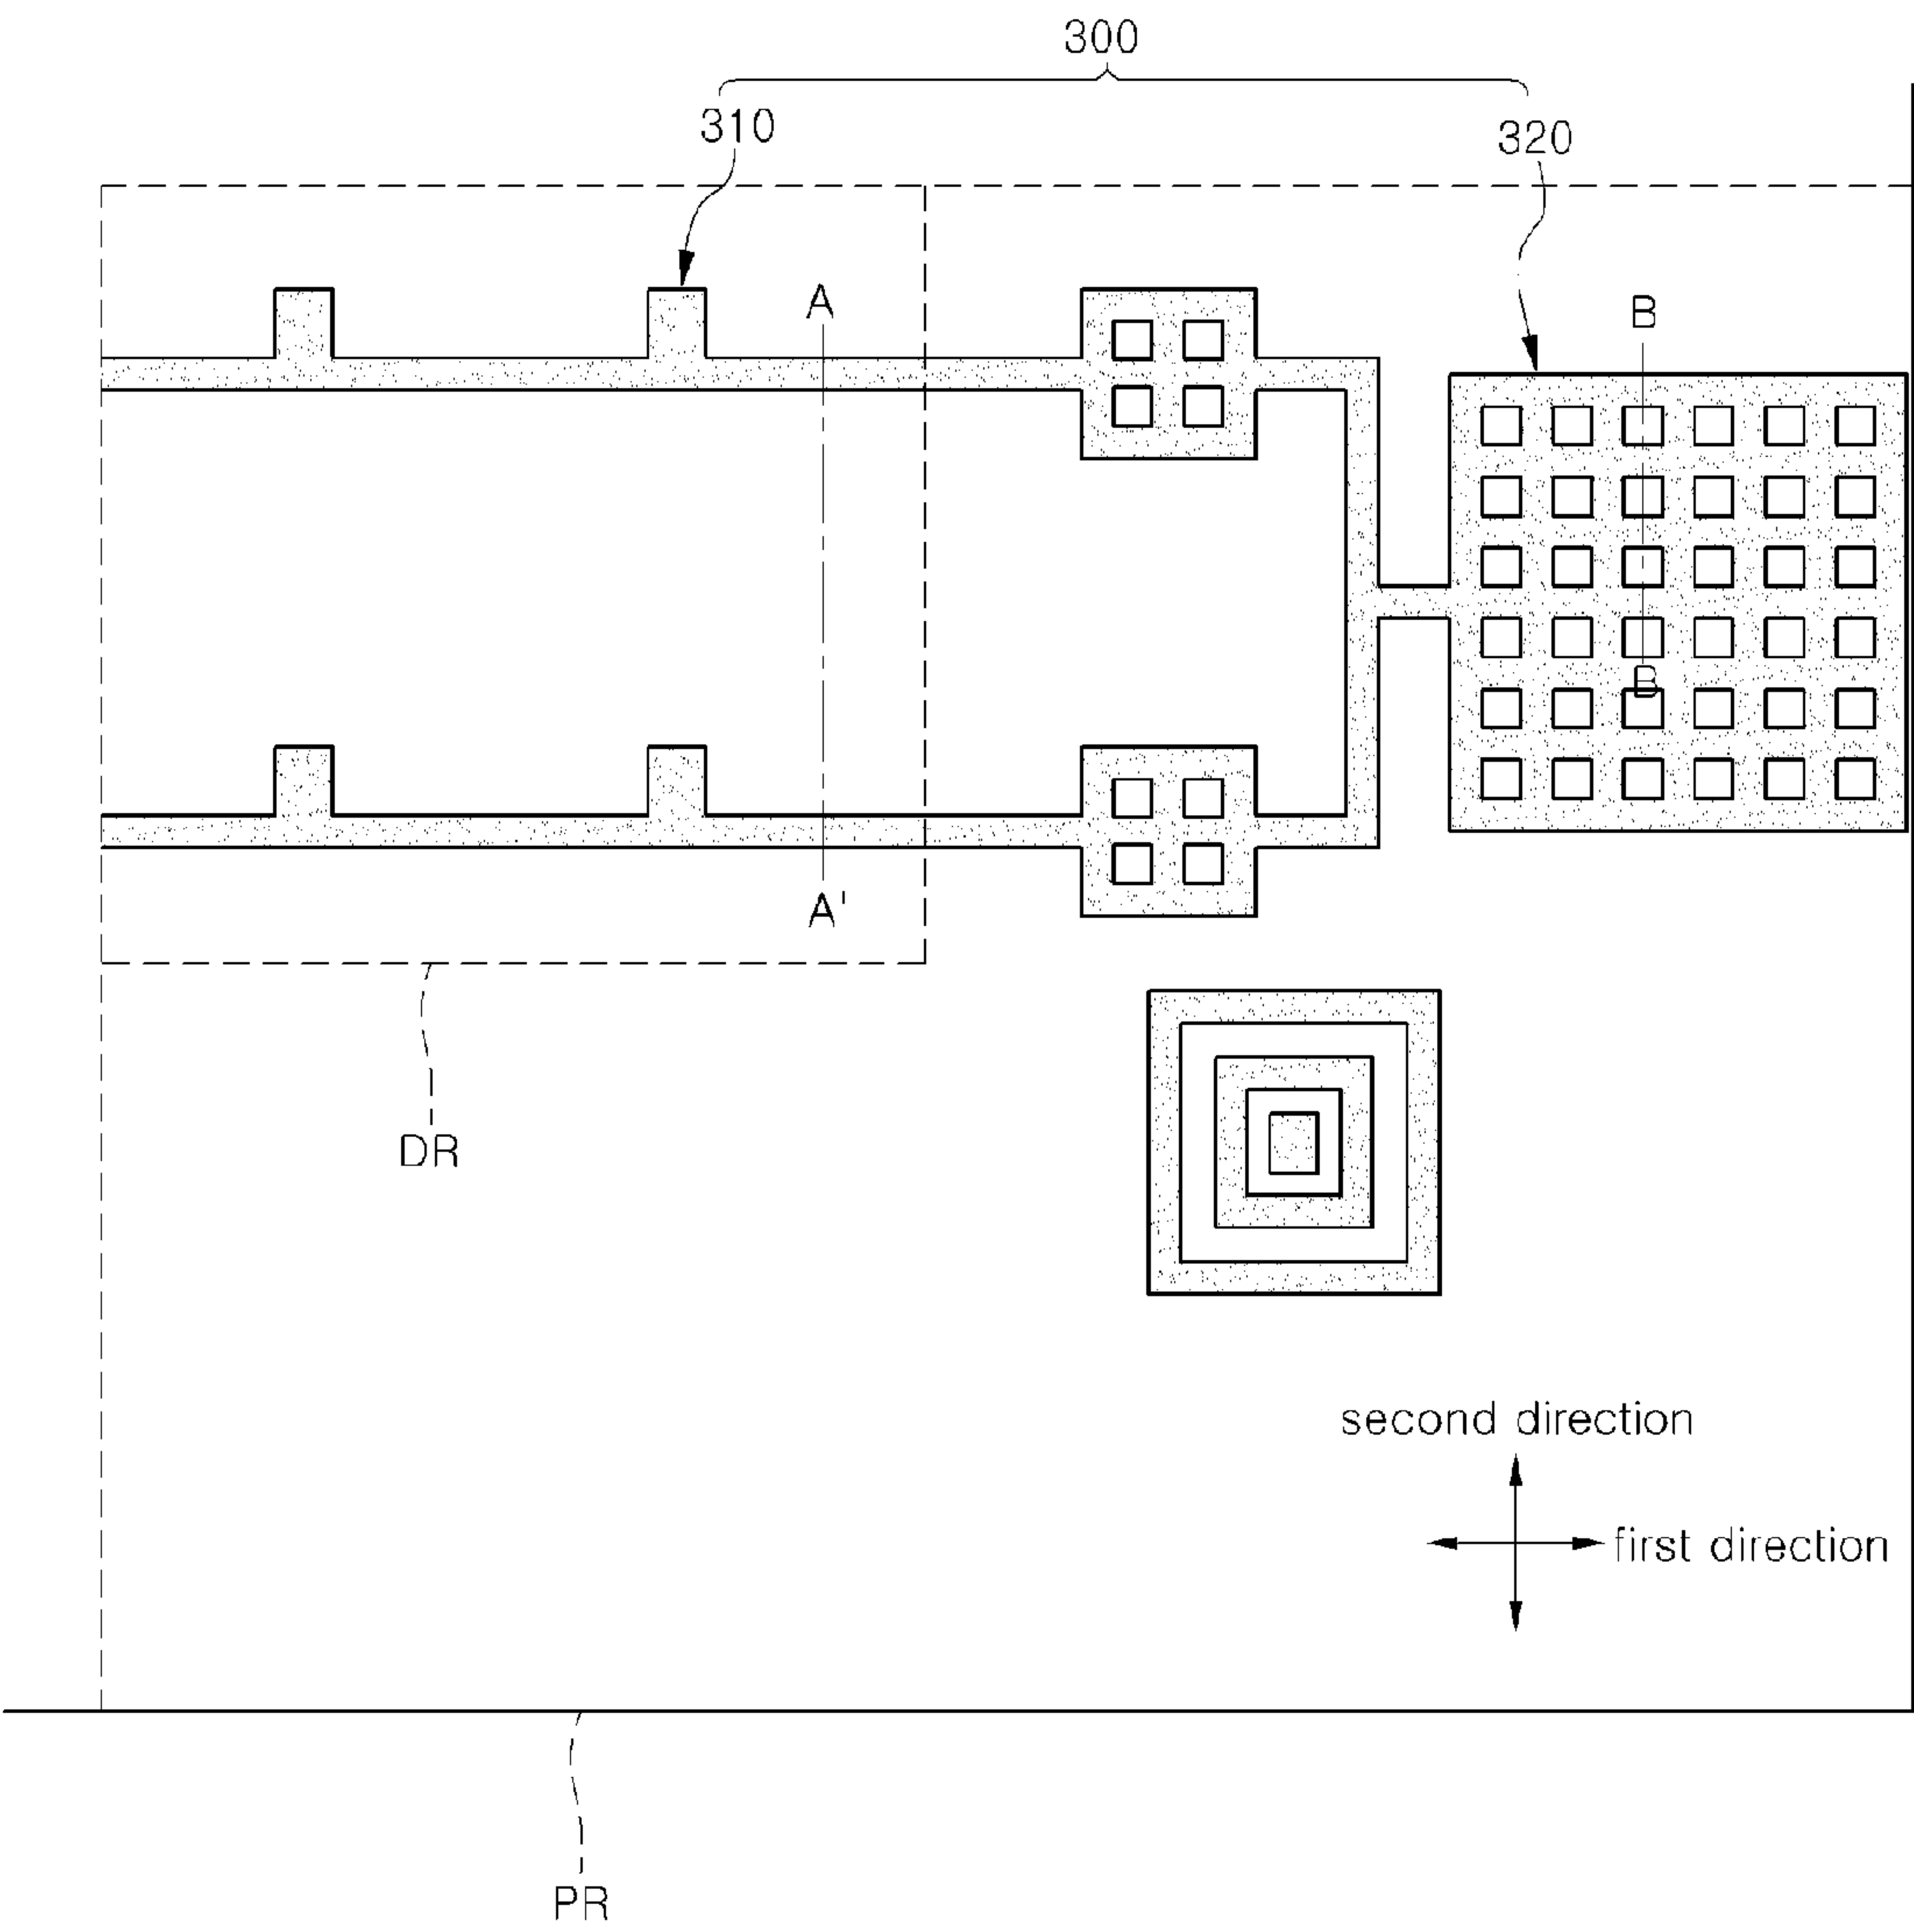 300
310
320
A
B
B
A'
DR
second direction
first direction
PR